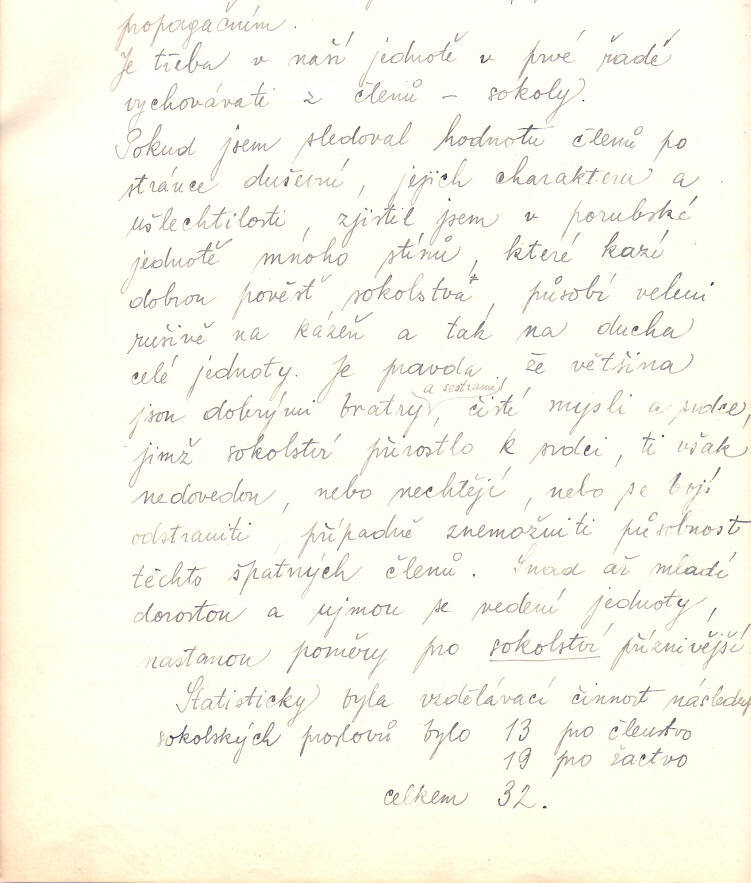 propagačním.
Je třeba v naší jednotě v prvé řadě
vychovávati z členů – sokoly.
Pokud jsem sledoval hodnotu členů po
stránce duševní, jejich charakteru a
ušlechtilosti, zjistil jsem v porubské
jednotě mnoho stínů, které kazí
dobrou pověsť sokolstva, působí velmi
rušivě na kázeň a tak na ducha
celé jednoty. Je pravda, že většina
a sestrami
jsou dobrými bratry, čisté mysli a srdce,
jimž sokolství přirostlo k srdci, ti však
nedovedou, nebo nechtějí, nebo se bojí
odstraniti, případně znemožniti působnost
těchto špatných členů. Snad až mladí
dorostou a ujmou se vedení jednoty,
nastanou poměry pro sokolství příznivější.
Statisticky byla vzdělávací činnost následu
sokolských proslovů bylo 13 pro členstvo
19 pro žactvo
celkem 32.